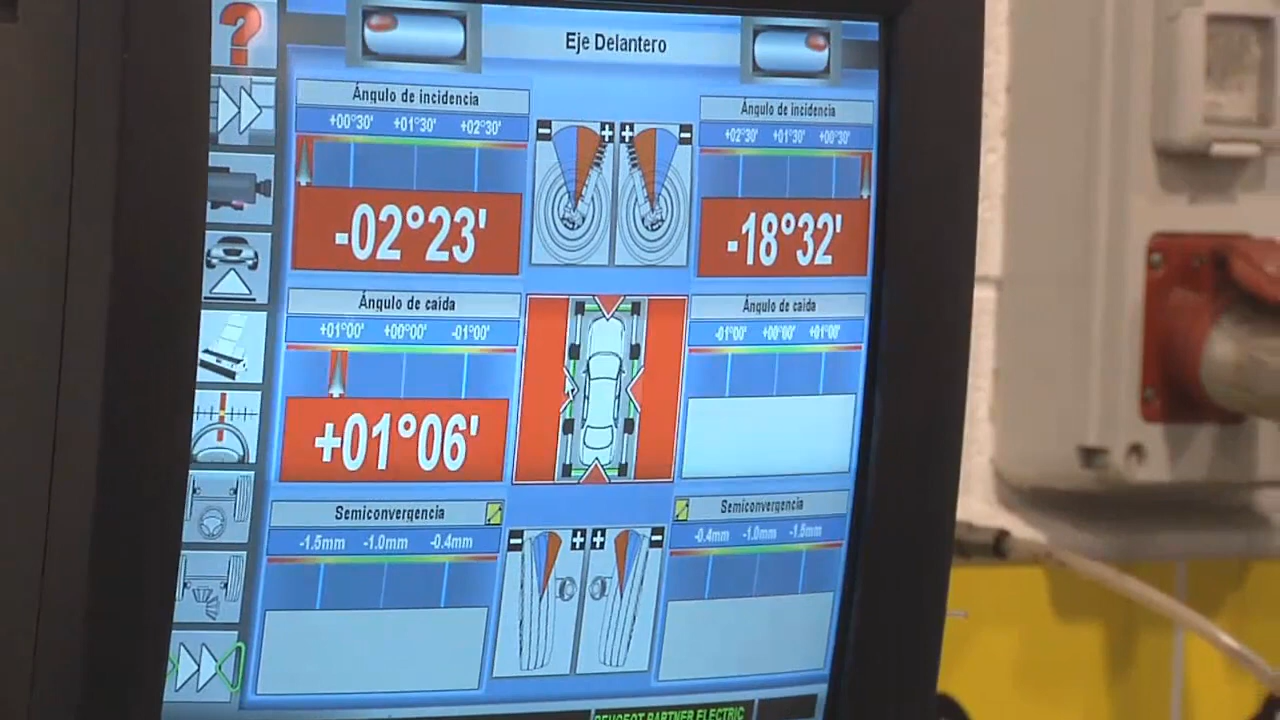 ?
Eje Delantero
Ángulo de incidencia
+00°30' +01°30' +02°30'
-02°23'
- + + -
Ángulo de incidencia
+02°30' +01°30' +00°30'
-18°32'
Ángulo de caída
+01°00' +00°00' -01°00'
+01°06'
Ángulo de caída
-01°00' +00°00' +01°00'
Semiconvergencia
-1.5mm -1.0mm -0.4mm
- + + -
Semiconvergencia
-0.4mm -1.0mm -1.5mm
PEUGEOT PARTNER ELECTRIC